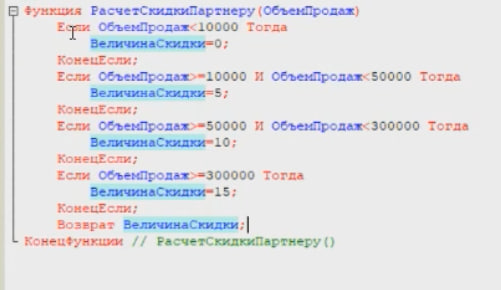 Функция РасчетСкидкиПартнеру(ОбъемПродаж)
Если ОбъемПродаж<10000 Тогда
ВеличинаСкидки=0;
КонецЕсли;
Если ОбъемПродаж>=10000 И ОбъемПродаж<50000 Тогда
ВеличинаСкидки=5;
КонецЕсли;
Если ОбъемПродаж>=50000 И ОбъемПродаж<300000 Тогда
ВеличинаСкидки=10;
КонецЕсли;
Если ОбъемПродаж>=300000 Тогда
ВеличинаСкидки=15;
КонецЕсли;
Возврат ВеличинаСкидки;
КонецФункции // РасчетСкидкиПартнеру()